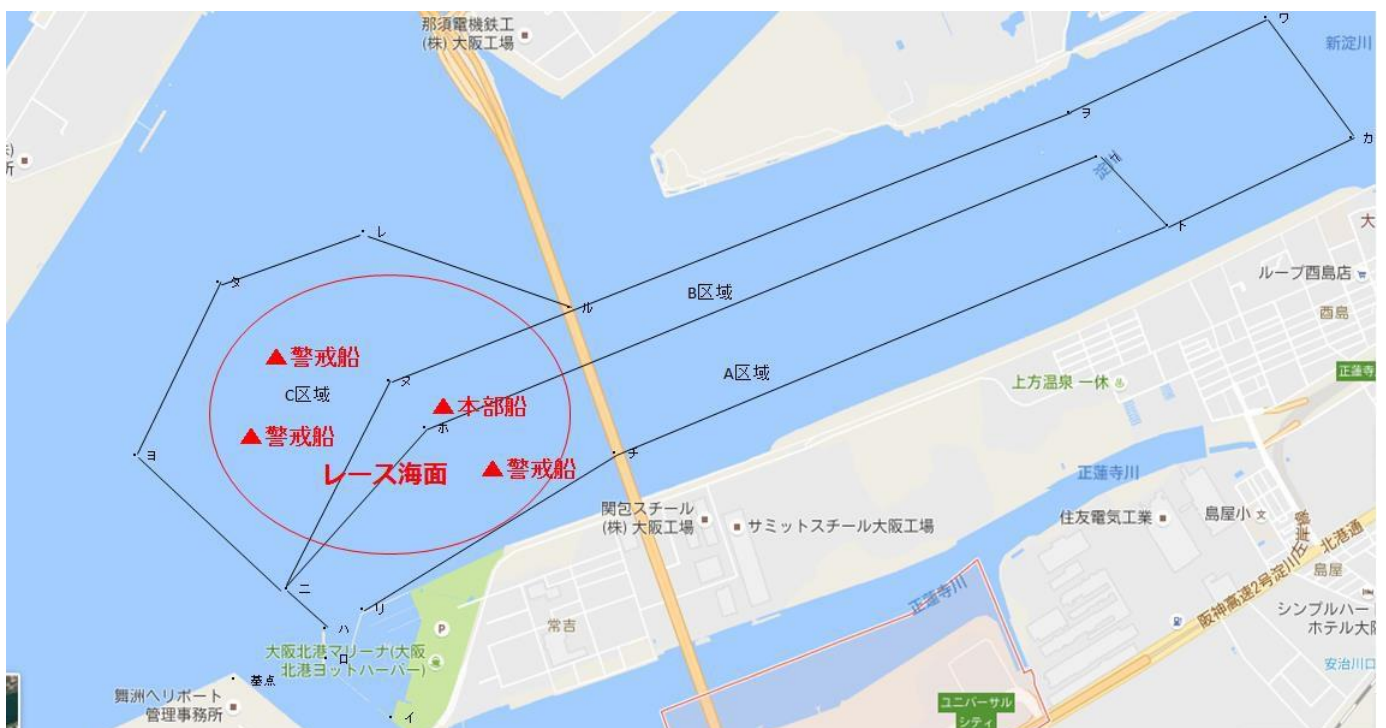 那須電機鉄工
(株) 大阪工場
ワ
新淀川
ヲ
カ
所
淀川
ト
大
レ
タ
ル
B区域
ループ酉島店
酉島
A区域
警戒船
C区域
ヌ
本部船
上方温泉 一休
正蓮寺
ホ
警戒船
ヨ
レース海面
警戒船
チ
正蓮寺川
関包スチール
(株) 大阪工場
サミットスチール大阪工場
住友電気工業
島屋小
北港通
阪神高速2号淀川左岸線
島屋
ニ
リ
ハ
常吉
正蓮寺川
シンプルハート
ホテル大阪
大阪北港マリーナ(大阪
北港ヨットハーバー)
P
ロ
基点
安治川口
舞洲ヘリポート
管理事務所
イ
ユニバーサル
シティ